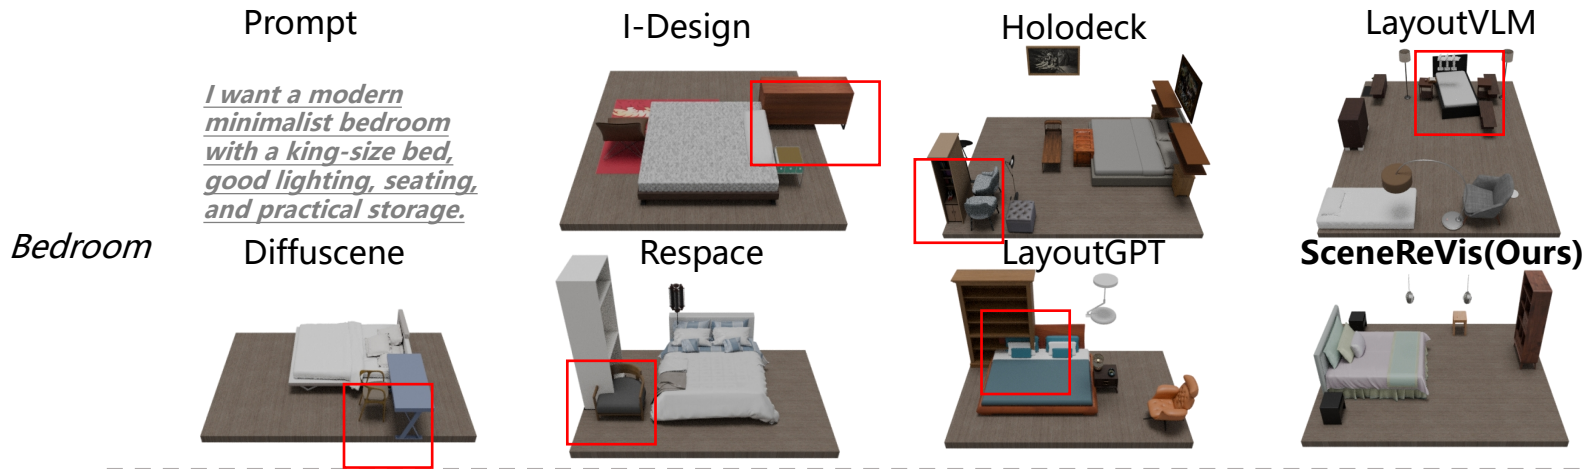 Prompt
I-Design
Holodeck
LayoutVLM
I want a modern
minimalist bedroom
with a king-size bed,
good lighting, seating,
and practical storage.
Bedroom
Diffuscene
Respace
LayoutGPT
SceneReVis(Ours)